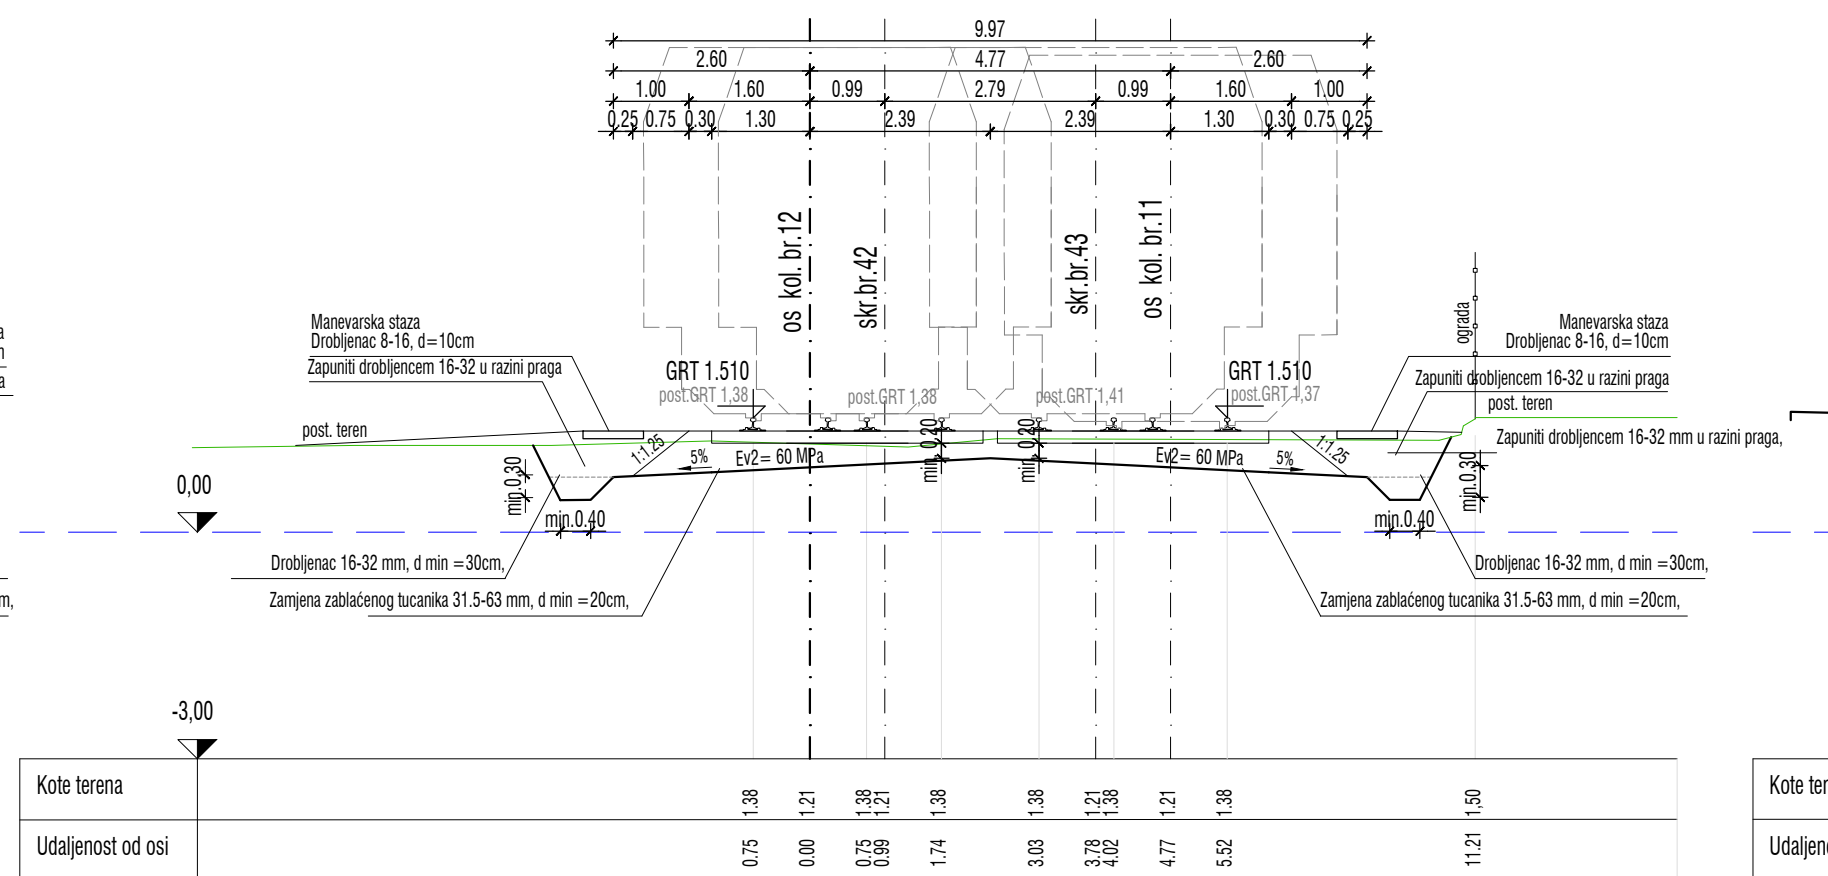 9.97
2.60 4.77 2.60
1.00 1.60 0.99 2.79 0.99 1.60 1.00
0.25 0.75 0.30 1.30 2.39 2.39 1.30 0.30 0.75 0.25
os kol. br.12
skr.br.42
skr.br.43
os kol. br.11
ograda
Manevarska staza
Drobljenac 8-16, d=10cm
Zapuniti drobljencem 16-32 u razini praga
post. teren
GRT 1.510
post.GRT 1,38
post.GRT 1,38
post.GRT 1,41
GRT 1.510
post.GRT 1,37
Manevarska staza
Drobljenac 8-16, d=10cm
Zapuniti drobljencem 16-32 u razini praga
post. teren
Zapuniti drobljencem 16-32 mm u razini praga,
1:1.25
5%
Ev2= 60 MPa
min. 0.20
min. 0.20
Ev2= 60 MPa
5%
1:1.25
min.0.30
min.0.30
min.0.40
min.0.40
0,00
Drobljenac 16-32 mm, d min =30cm,
Zamjena zablaćenog tucanika 31.5-63 mm, d min =20cm,
Drobljenac 16-32 mm, d min =30cm,
Zamjena zablaćenog tucanika 31.5-63 mm, d min =20cm,
m,
-3,00
Kote terena 1.38 1.21 1.38 1.21 1.38 1.38 1.21 1.38 1.21 1.38 1,50
Udaljenost od osi 0.75 0.00 0.75 0.99 1.74 3.03 3.78 4.02 4.77 5.52 11.21
Kote ter
Udaljeno